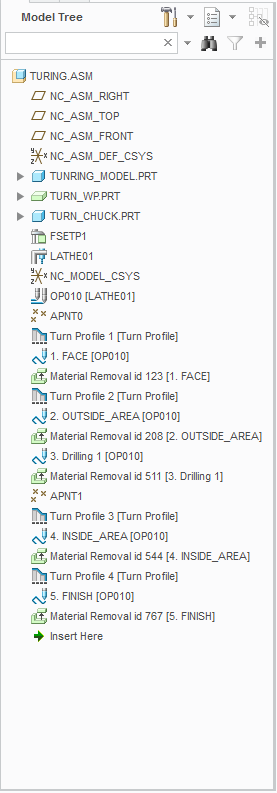 Model Tree
TURING.ASM
NC_ASM_RIGHT
NC_ASM_TOP
NC_ASM_FRONT
NC_ASM_DEF_CSYS
TUNRING_MODEL.PRT
TURN_WP.PRT
TURN_CHUCK.PRT
FSETP1
LATHE01
NC_MODEL_CSYS
OP010 [LATHE01]
APNT0
Turn Profile 1 [Turn Profile]
1. FACE [OP010]
Material Removal id 123 [1. FACE]
Turn Profile 2 [Turn Profile]
2. OUTSIDE_AREA [OP010]
Material Removal id 208 [2. OUTSIDE_AREA]
3. Drilling 1 [OP010]
Material Removal id 511 [3. Drilling 1]
APNT1
Turn Profile 3 [Turn Profile]
4. INSIDE_AREA [OP010]
Material Removal id 544 [4. INSIDE_AREA]
Turn Profile 4 [Turn Profile]
5. FINISH [OP010]
Material Removal id 767 [5. FINISH]
Insert Here